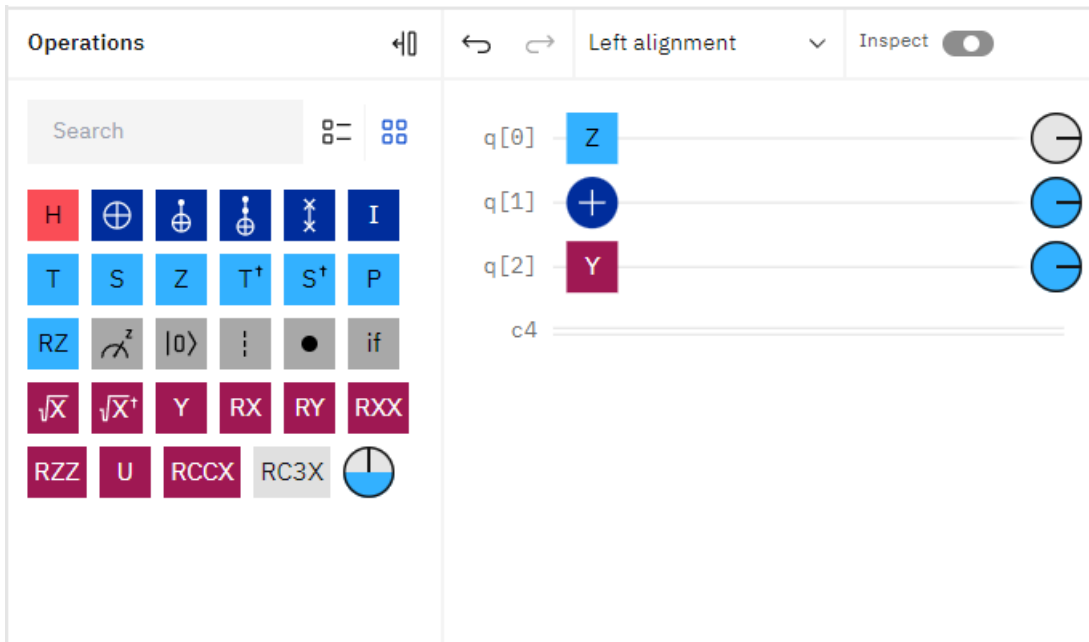 Operations
Left alignment
Inspect
Search
q[0] Z
q[1]
q[2] Y
c4
H I
T S Z T† S† P
RZ z |0⟩ if
√X √X† Y RX RY RXX
RZZ U RCCX RC3X